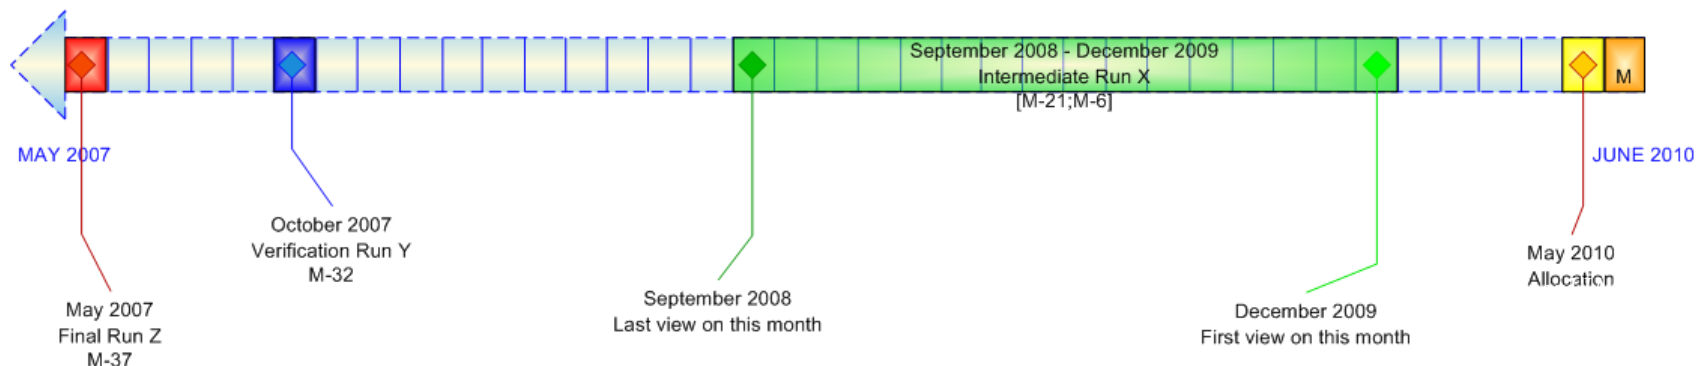 September 2008 - December 2009
Intermediate Run X
[M-21;M-6]
M
MAY 2007
JUNE 2010
October 2007
Verification Run Y
M-32
May 2007
Final Run Z
M-37
September 2008
Last view on this month
December 2009
First view on this month
May 2010
Allocation